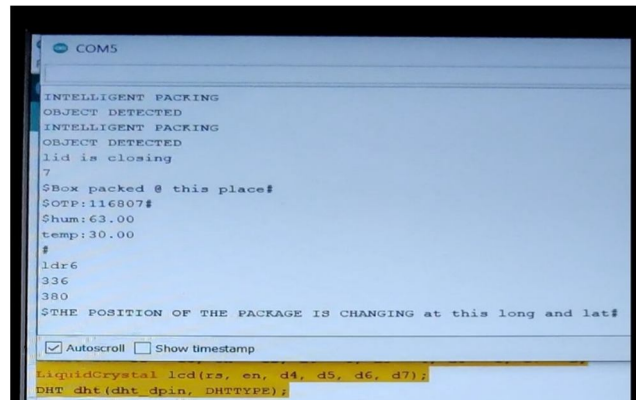 COM5
INTELLIGENT PACKING
OBJECT DETECTED
INTELLIGENT PACKING
OBJECT DETECTED
lid is closing
7
$Box packed @ this place#
$OTP:116807#
$hum:63.00
temp:30.00
#
ldr6
336
380
$THE POSITION OF THE PACKAGE IS CHANGING at this long and lat#
Autoscroll Show timestamp
LiquidCrystal lcd(rs, en, d4, d5, d6, d7);
DHT dht(dht_dpin, DHTTYPE);